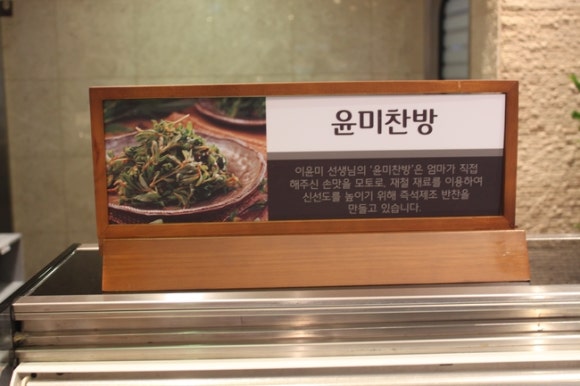 윤미찬방
이윤미 선생님의 '윤미찬방'은 엄마가 직접
해주신 손맛을 모토로, 제철 재료를 이용하여
신선도를 높이기 위해 즉석제조 반찬을
만들고 있습니다.